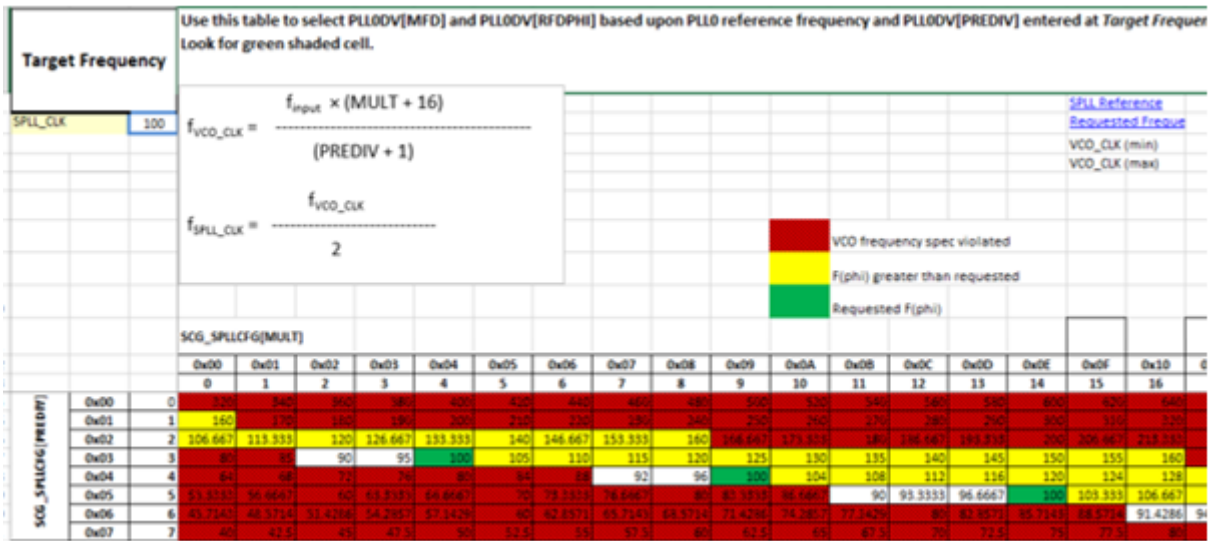 Use this table to select PLL0DV[MFD] and PLL0DV[RFDPHI] based upon PLL0 reference frequency and PLL0DV[PREDIV] entered at Target Frequen
Look for green shaded cell.
Target Frequency
SPLL_CLK 100
f_input × (MULT + 16)
f_VCO_CLK = ------------------------------------------
(PREDIV + 1)
f_VCO_CLK
f_SPLL_CLK = ---------------------------
2
SPLL Reference
Requested Freque
VCO_CLK (min)
VCO_CLK (max)
VCO frequency spec violated
F(phi) greater than requested
Requested F(phi)
SCG_SPLLCFG[MULT]
0x00 0x01 0x02 0x03 0x04 0x05 0x06 0x07 0x08 0x09 0x0A 0x0B 0x0C 0x0D 0x0E 0x0F 0x10
0 1 2 3 4 5 6 7 8 9 10 11 12 13 14 15 16
SCG_SPLLCFG[PREDIV]
0x00 0 320 340 360 380 400 420 440 460 480 500 520 540 560 580 600 620 640
0x01 1 160 170 180 190 200 210 220 230 240 250 260 270 280 290 300 310 320
0x02 2 106.667 113.333 120 126.667 133.333 140 146.667 153.333 160 166.667 173.333 180 186.667 193.333 200 206.667 213.333
0x03 3 80 85 90 95 100 105 110 115 120 125 130 135 140 145 150 155 160
0x04 4 64 68 72 76 80 84 88 92 96 100 104 108 112 116 120 124 128
0x05 5 53.3333 56.6667 60 63.3333 66.6667 70 73.3333 76.6667 80 83.3333 86.6667 90 93.3333 96.6667 100 103.333 106.667
0x06 6 45.7143 48.5714 51.4286 54.2857 57.1429 60 62.8571 65.7143 68.5714 71.4286 74.2857 77.1429 80 82.8571 85.7143 88.5714 91.4286
0x07 7 40 42.5 45 47.5 50 52.5 55 57.5 60 62.5 65 67.5 70 72.5 75 77.5 80